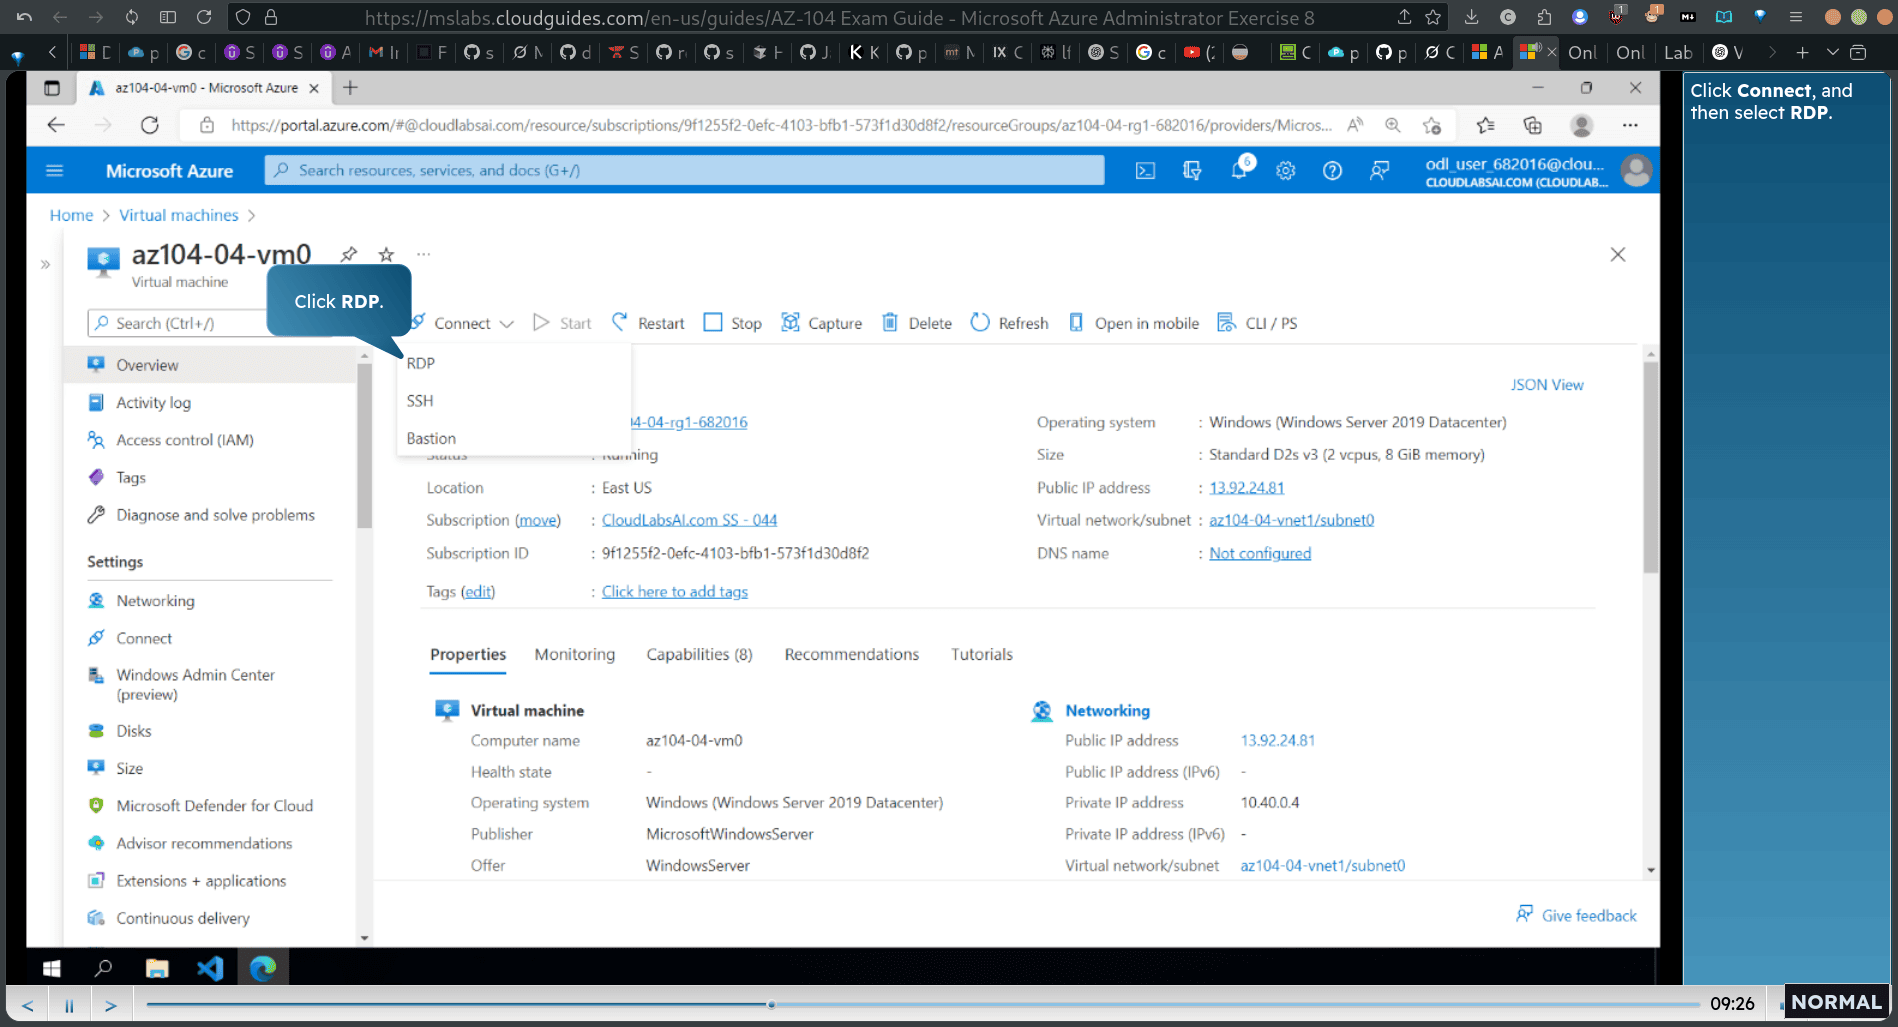 https://mslabs.cloudguides.com/en-us/guides/AZ-104 Exam Guide - Microsoft Azure Administrator Exercise 8
Onl
Onl
Lab
az104-04-vm0 - Microsoft Azure
https://portal.azure.com/#@cloudlabsai.com/resource/subscriptions/9f1255f2-0efc-4103-bfb1-573f1d30d8f2/resourceGroups/az104-04-rg1-682016/providers/Micros...
Microsoft Azure
Search resources, services, and docs (G+/)
6
odl_user_682016@clou...
CLOUDLABSAI.COM (CLOUDLAB...
Home > Virtual machines >
az104-04-vm0
Virtual machine
Click RDP.
Search (Ctrl+/)
Connect
Start
Restart
Stop
Capture
Delete
Refresh
Open in mobile
CLI / PS
RDP
SSH
Bastion
JSON View
Overview
Activity log
Access control (IAM)
Tags
Diagnose and solve problems
Settings
Networking
Connect
Windows Admin Center
(preview)
Disks
Size
Microsoft Defender for Cloud
Advisor recommendations
Extensions + applications
Continuous delivery
4-04-rg1-682016
Status : Running
Location : East US
Subscription (move) : CloudLabsAI.com SS - 044
Subscription ID : 9f1255f2-0efc-4103-bfb1-573f1d30d8f2
Tags (edit) : Click here to add tags
Operating system : Windows (Windows Server 2019 Datacenter)
Size : Standard D2s v3 (2 vcpus, 8 GiB memory)
Public IP address : 13.92.24.81
Virtual network/subnet : az104-04-vnet1/subnet0
DNS name : Not configured
Properties
Monitoring
Capabilities (8)
Recommendations
Tutorials
Virtual machine
Computer name az104-04-vm0
Health state -
Operating system Windows (Windows Server 2019 Datacenter)
Publisher MicrosoftWindowsServer
Offer WindowsServer
Networking
Public IP address 13.92.24.81
Public IP address (IPv6) -
Private IP address 10.40.0.4
Private IP address (IPv6) -
Virtual network/subnet az104-04-vnet1/subnet0
Give feedback
Click Connect, and
then select RDP.
09:26
NORMAL